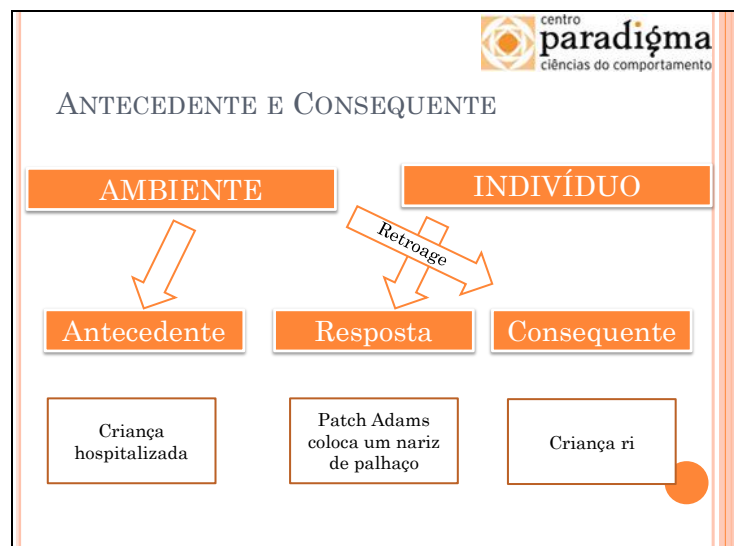 centro
paradigma
ciências do comportamento
ANTECEDENTE E CONSEQUENTE
AMBIENTE
INDIVÍDUO
Retroage
Antecedente
Resposta
Consequente
Criança
hospitalizada
Patch Adams
coloca um nariz
de palhaço
Criança ri